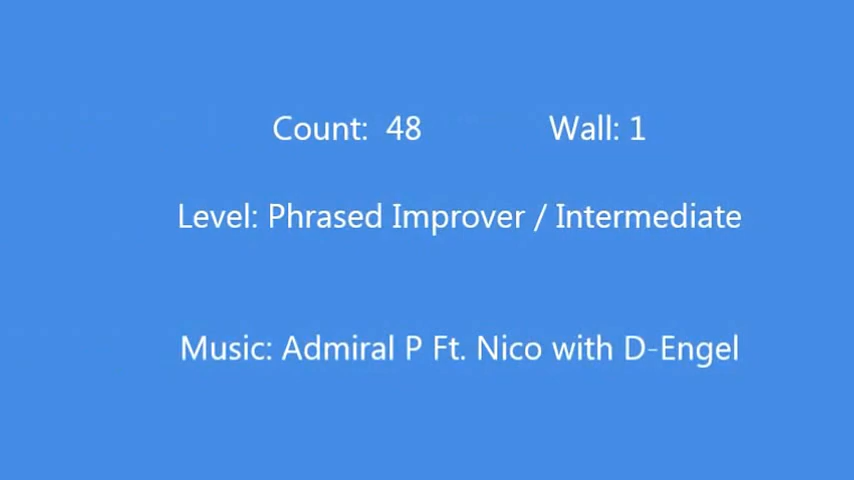 Count:  48 Wall: 1
Level: Phrased Improver / Intermediate
Music: Admiral P Ft. Nico with D-Engel